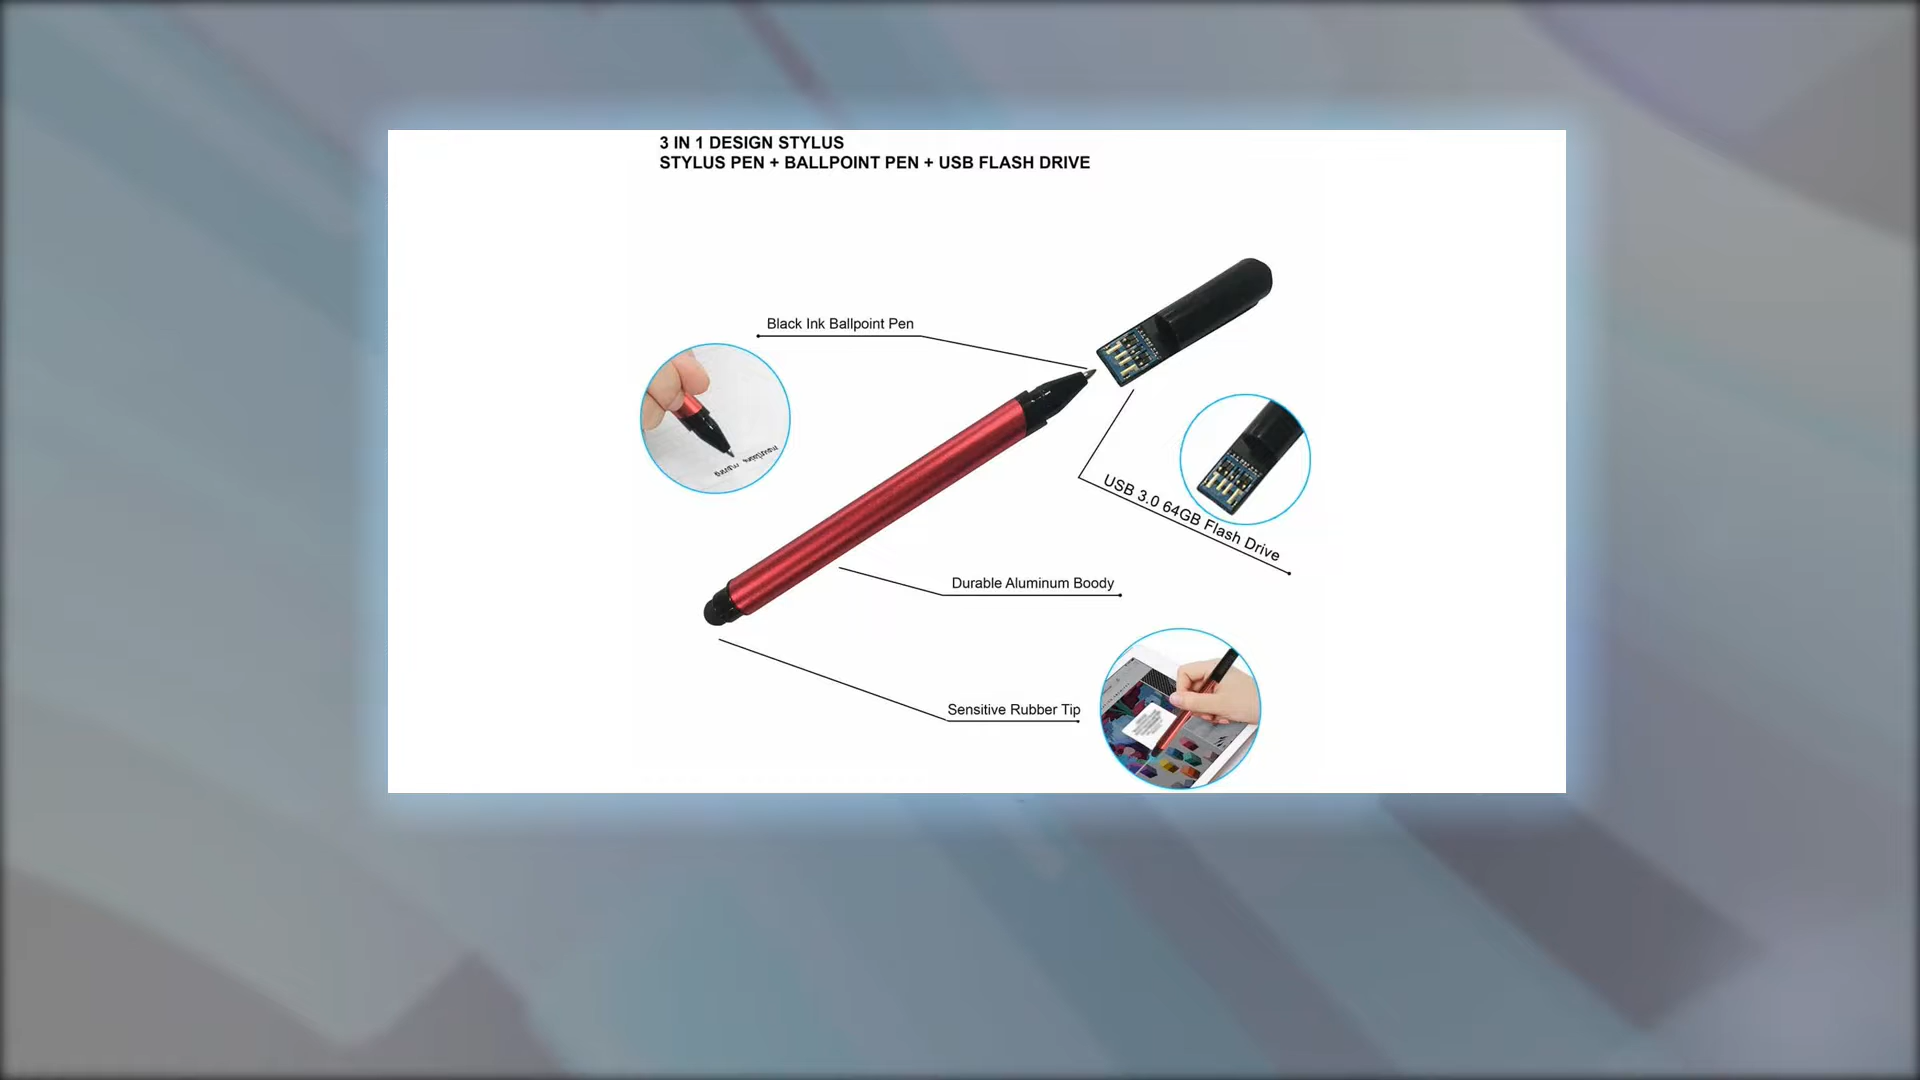 3 IN 1 DESIGN STYLUS
STYLUS PEN + BALLPOINT PEN + USB FLASH DRIVE
Black Ink Ballpoint Pen
USB 3.0 64GB Flash Drive
Durable Aluminum Boody
Sensitive Rubber Tip